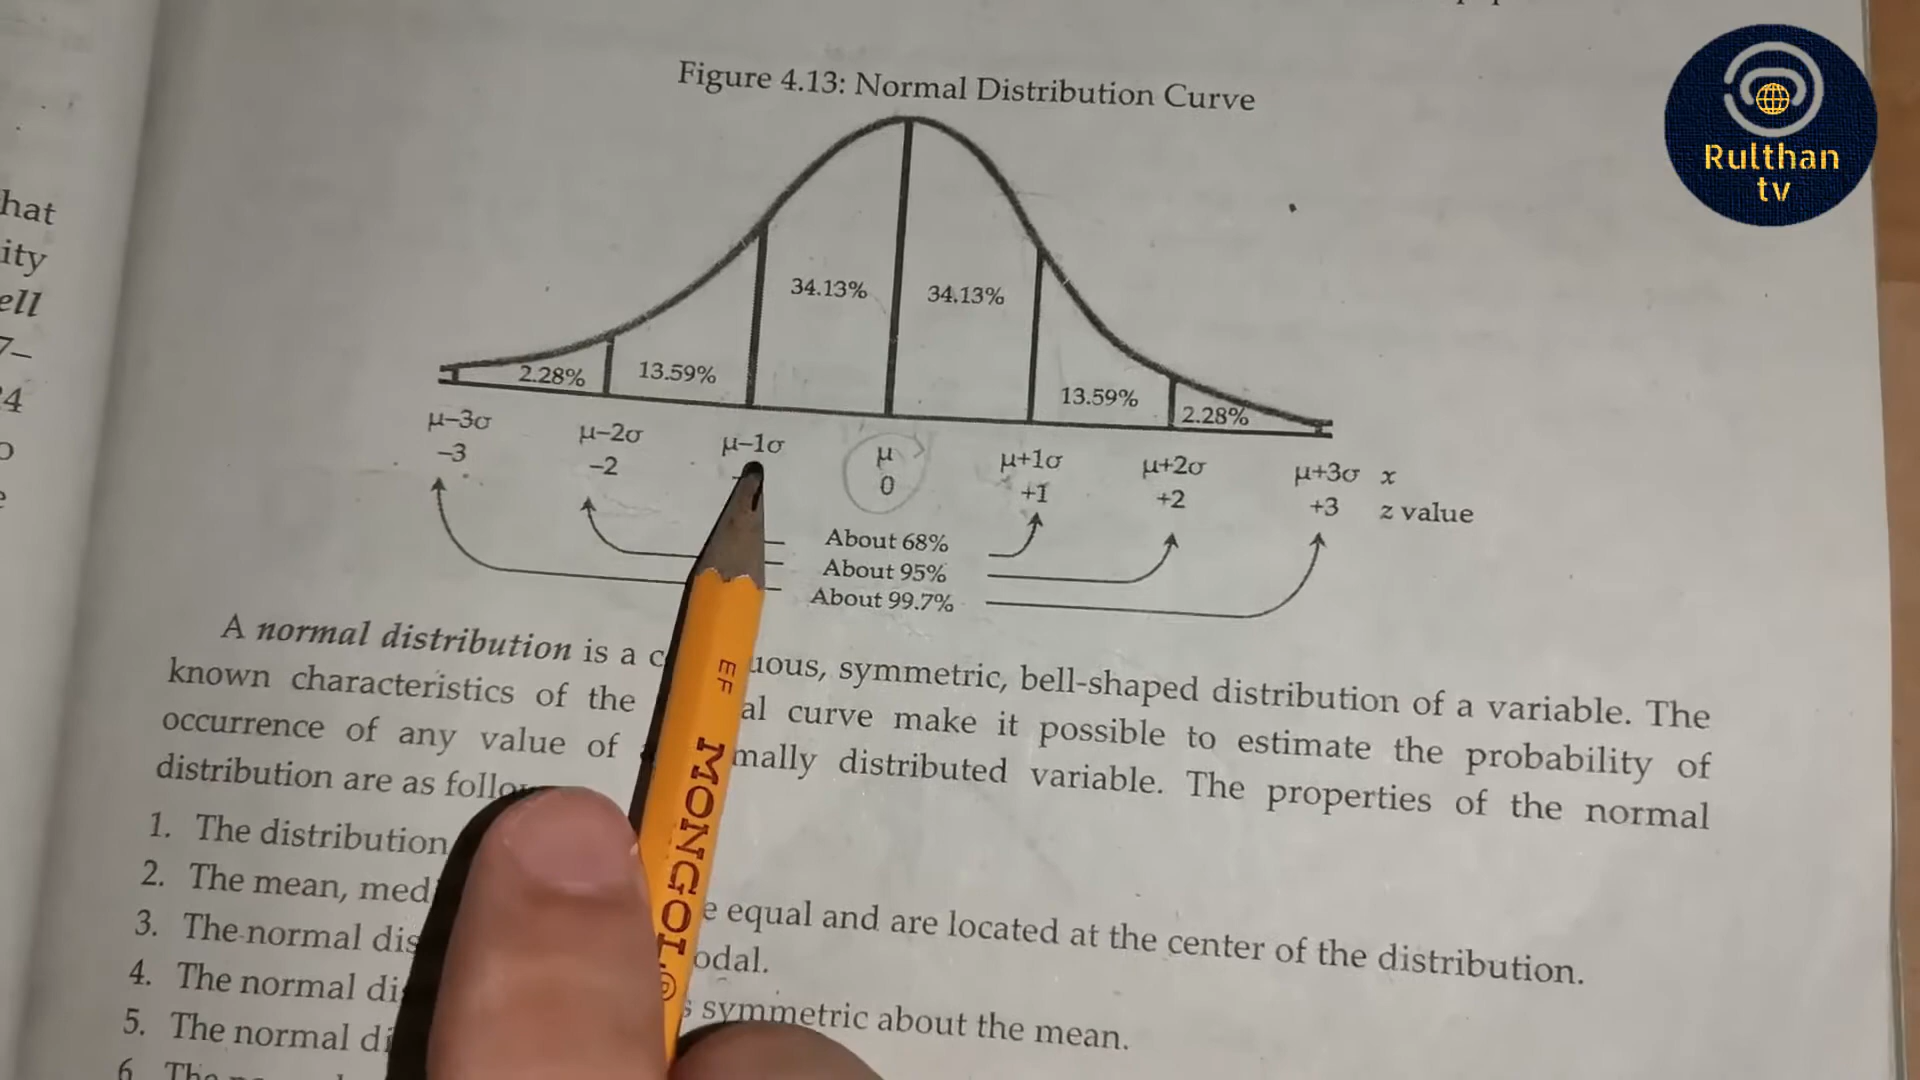 Figure 4.13: Normal Distribution Curve
Rulthan
tv
hat
ity
ell
7–
4
34.13% 34.13%
2.28% 13.59% 13.59% 2.28%
μ–3σ μ–2σ μ–1σ μ μ+1σ μ+2σ μ+3σ x
–3 –2 0 +1 +2 +3 z value
About 68%
About 95%
About 99.7%
A normal distribution is a c uous, symmetric, bell-shaped distribution of a variable. The
known characteristics of the al curve make it possible to estimate the probability of
occurrence of any value of mally distributed variable. The properties of the normal
distribution are as follo
1. The distribution
2. The mean, med e equal and are located at the center of the distribution.
3. The normal dis odal.
4. The normal di s symmetric about the mean.
5. The normal di
6. The
EF
MONGOL